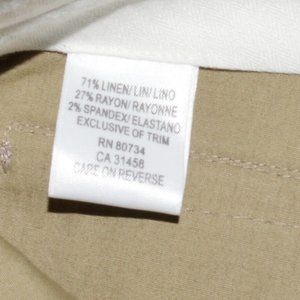 71% LINEN/LIN/LINO
27% RAYON/RAYONNE
2% SPANDEX/ELASTANO
EXCLUSIVE OF TRIM
RN 80734
CA 31458
CARE ON REVERSE